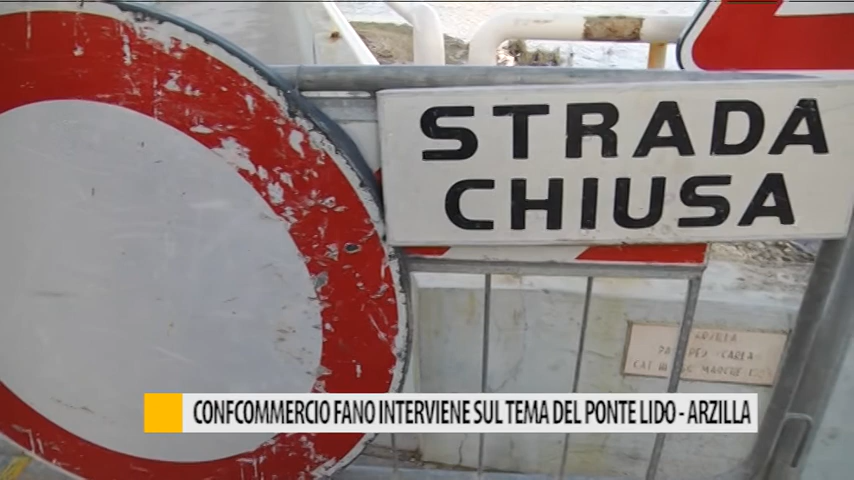 STRADA
CHIUSA
CONFCOMMERCIO FANO INTERVIENE SUL TEMA DEL PONTE LIDO - ARZILLA